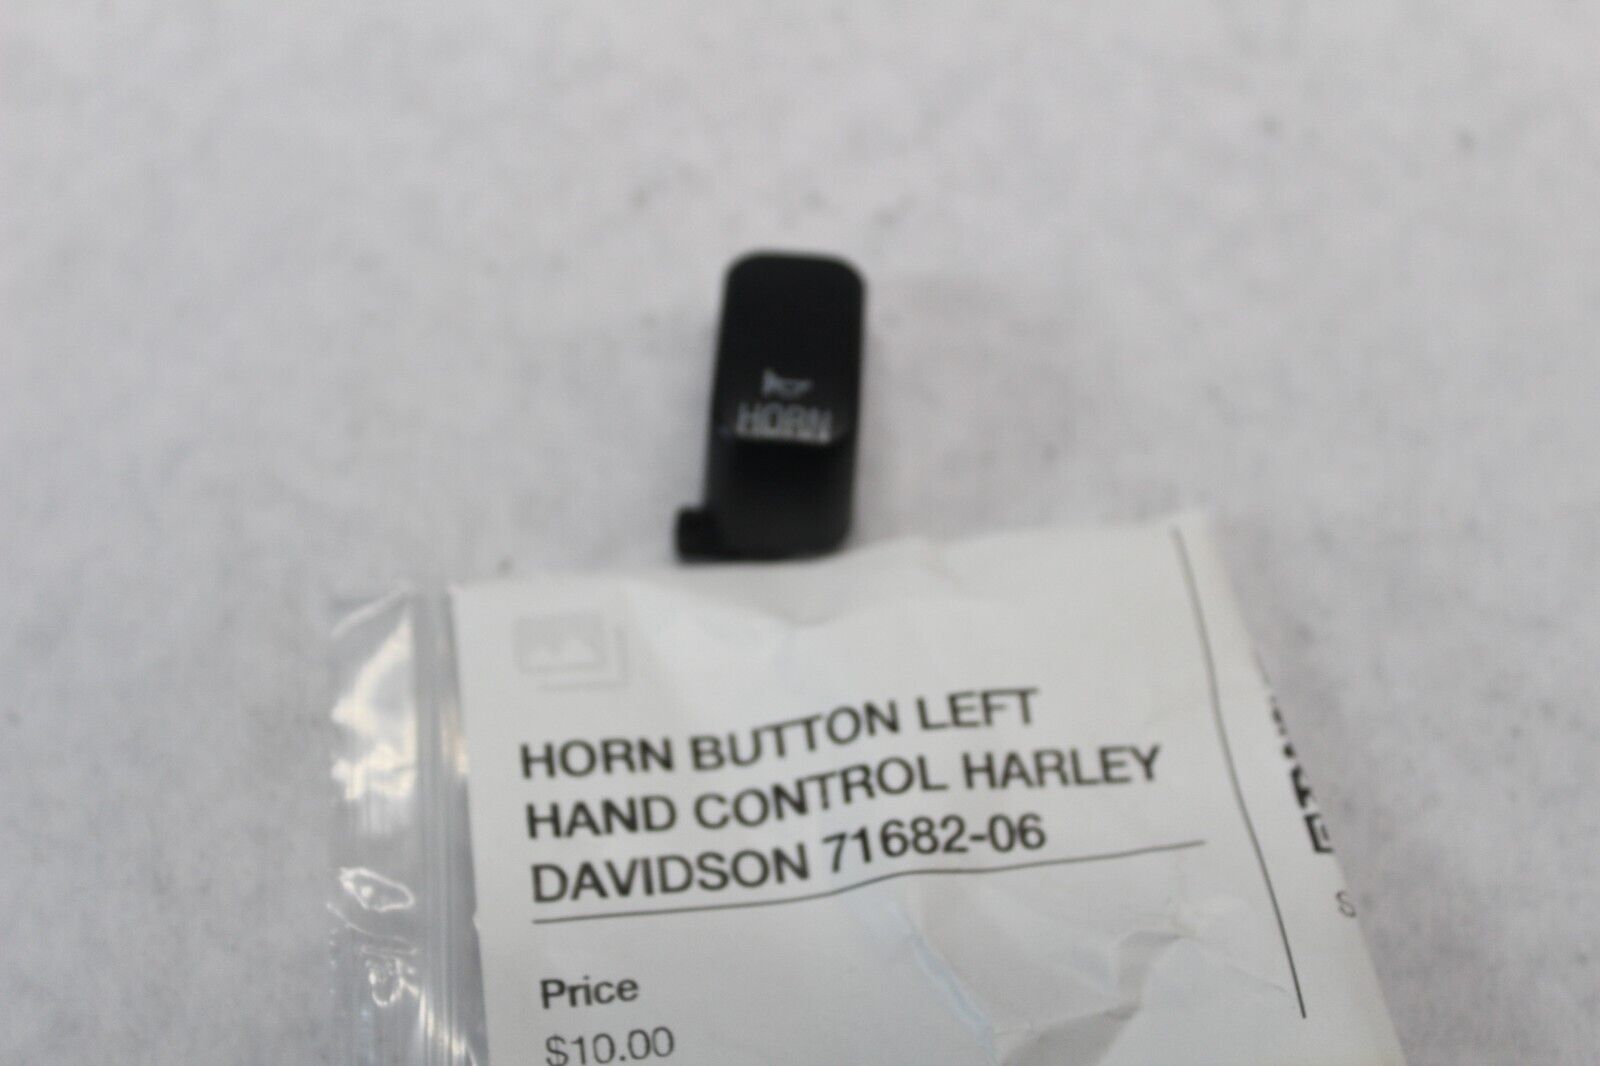 HORN
HORN BUTTON LEFT
HAND CONTROL HARLEY
DAVIDSON 71682-06
Price
$10.00